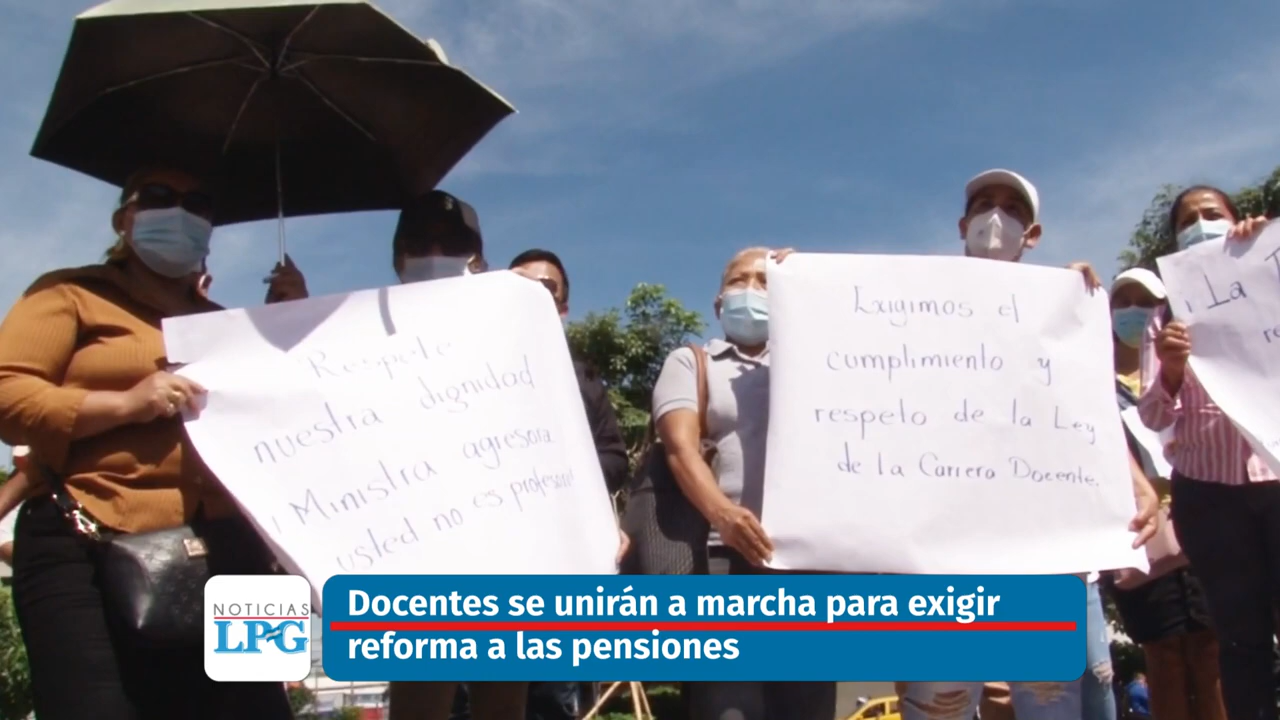 Respete
nuestra dignidad
¡Ministra agresora
usted no es profesora!
Exigimos el
cumplimiento y
respeto de la Ley
de la Carrera Docente.
¡La
NOTICIAS
LPG
Docentes se unirán a marcha para exigir
reforma a las pensiones